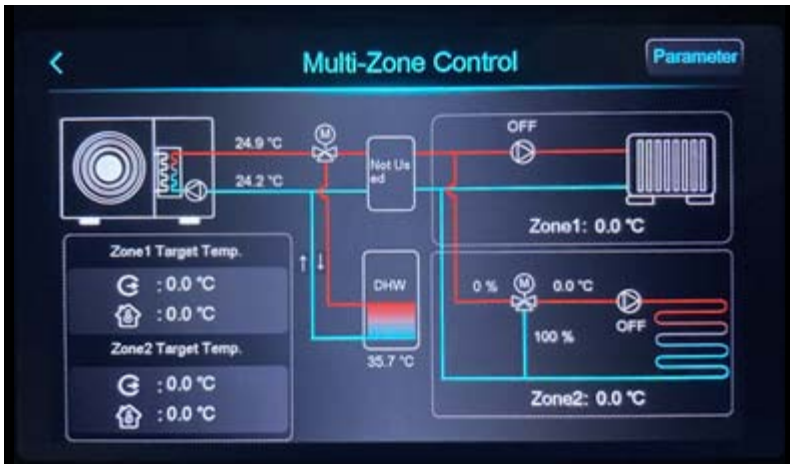 Multi-Zone Control
Parameter
24.9 °C
M
24.2 °C
Not Us
ed
OFF
Zone1: 0.0 °C
Zone1 Target Temp.
: 0.0 °C
: 0.0 °C
Zone2 Target Temp.
: 0.0 °C
: 0.0 °C
DHW
35.7 °C
0 %
M
0.0 °C
OFF
100 %
Zone2: 0.0 °C